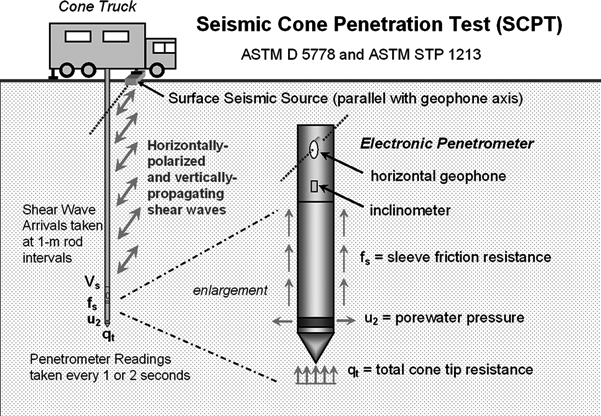 Cone Truck
Seismic Cone Penetration Test (SCPT)
ASTM D 5778 and ASTM STP 1213
Surface Seismic Source (parallel with geophone axis)
Horizontally-
polarized
and vertically-
propagating
shear waves
Electronic Penetrometer
horizontal geophone
inclinometer
Shear Wave
Arrivals taken
at 1-m rod
intervals
Vs
fs
u2
qt
enlargement
fs = sleeve friction resistance
u2 = porewater pressure
qt = total cone tip resistance
Penetrometer Readings
taken every 1 or 2 seconds